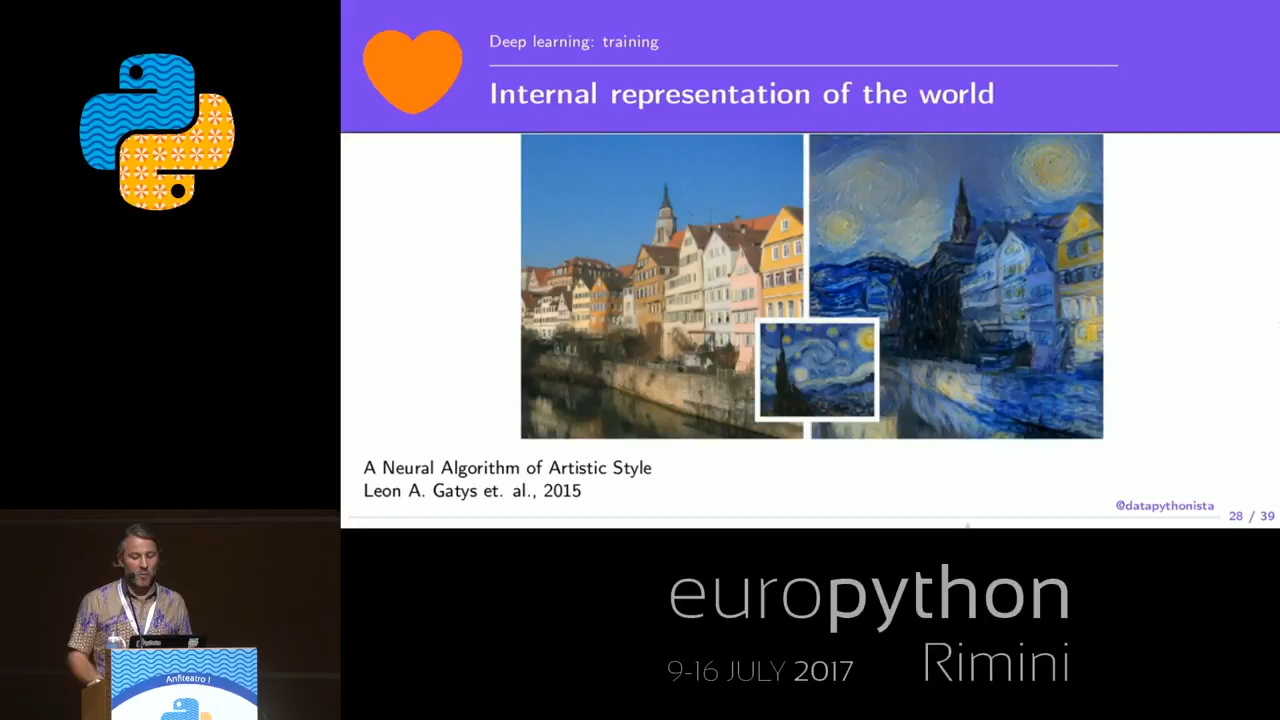 Deep learning: training
Internal representation of the world
A Neural Algorithm of Artistic Style
Leon A. Gatys et. al., 2015
@datapythonista
28 / 39
Anfiteatro 1
europython
9-16 JULY 2017
Rimini